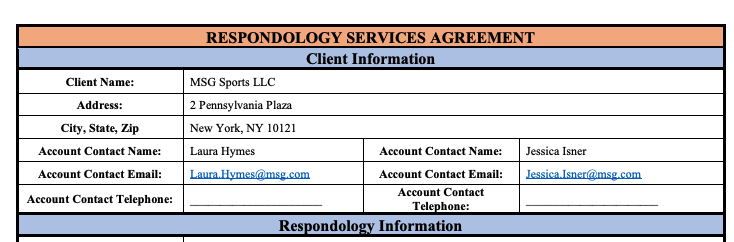 RESPONDOLOGY SERVICES AGREEMENT
Client Information
Client Name: MSG Sports LLC
Address: 2 Pennsylvania Plaza
City, State, Zip New York, NY 10121
Account Contact Name: Laura Hymes Account Contact Name: Jessica Isner
Account Contact Email: Laura.Hymes@msg.com Account Contact Email: Jessica.Isner@msg.com
Account Contact Telephone: ______________________ Account Contact Telephone: ______________________
Respondology Information